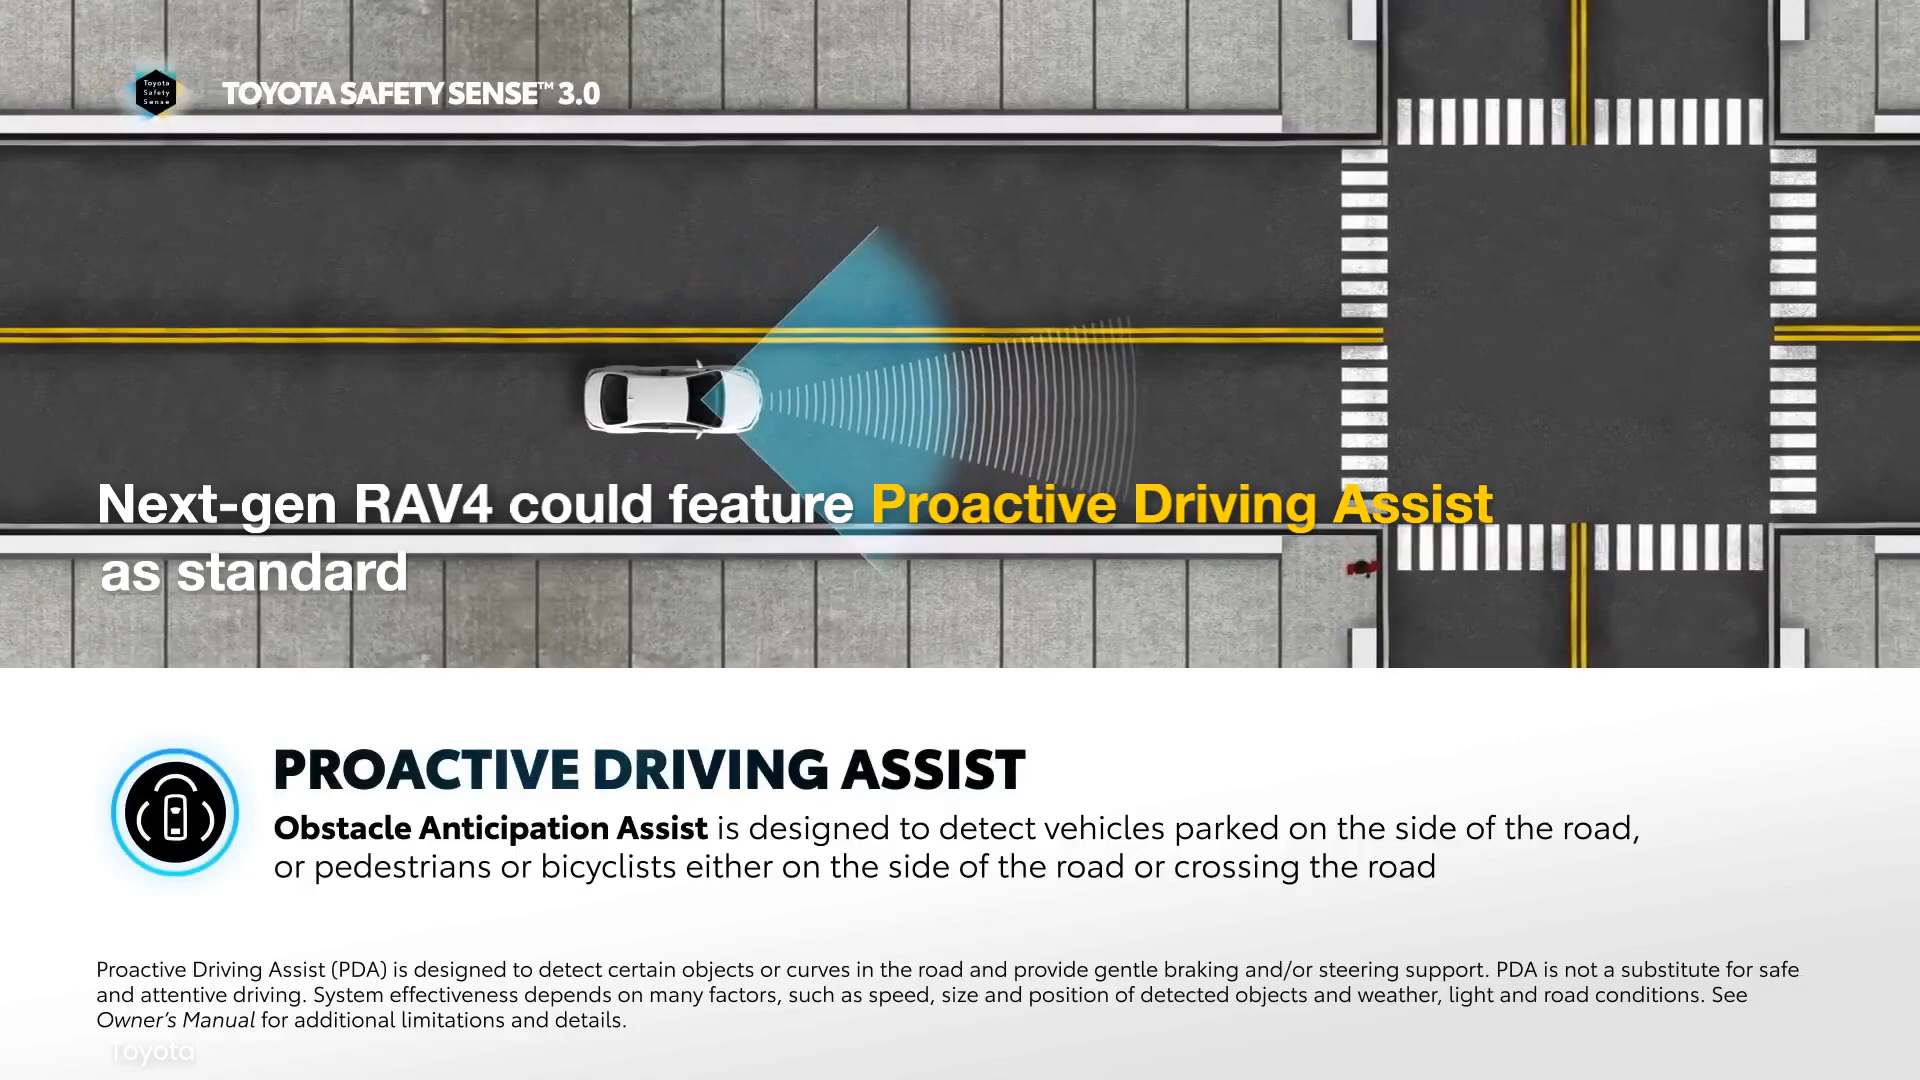 Toyota
Safety
Sense
TOYOTA SAFETY SENSE™ 3.0
Next-gen RAV4 could feature Proactive Driving Assist
as standard
PROACTIVE DRIVING ASSIST
Obstacle Anticipation Assist is designed to detect vehicles parked on the side of the road,
or pedestrians or bicyclists either on the side of the road or crossing the road
Proactive Driving Assist (PDA) is designed to detect certain objects or curves in the road and provide gentle braking and/or steering support. PDA is not a substitute for safe
and attentive driving. System effectiveness depends on many factors, such as speed, size and position of detected objects and weather, light and road conditions. See
Owner’s Manual for additional limitations and details.
Toyota